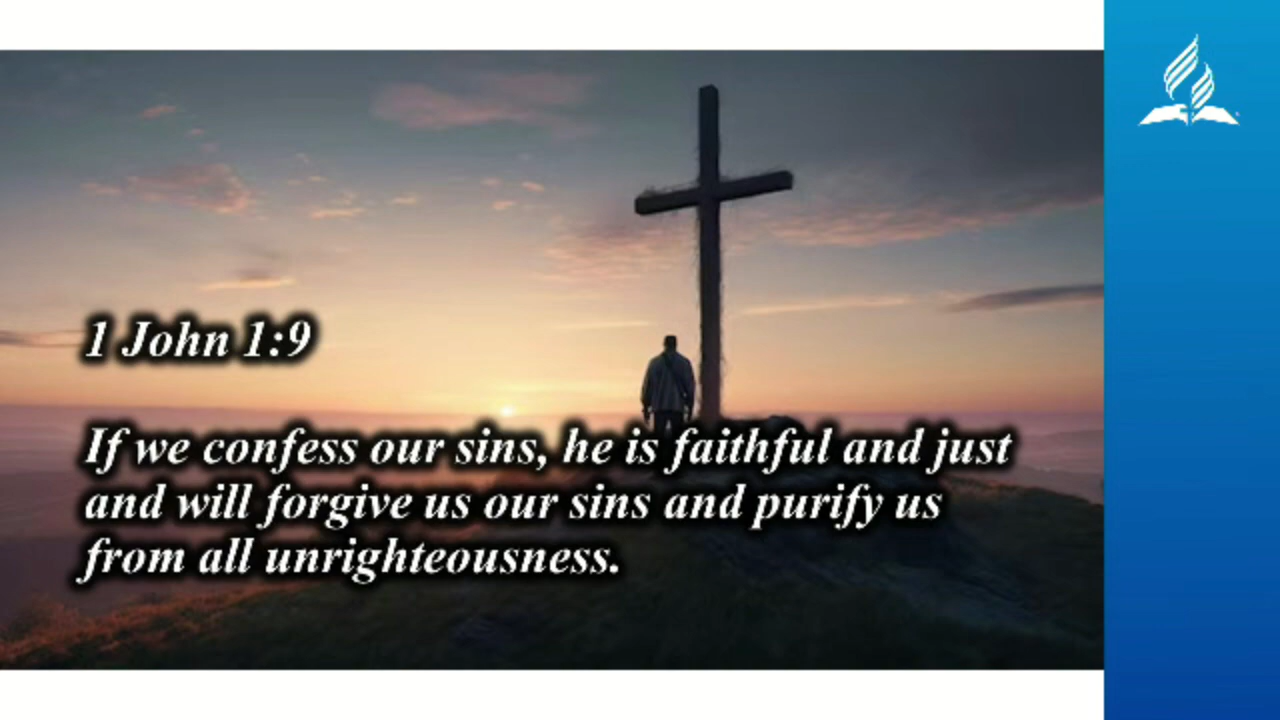 1 John 1:9
If we confess our sins, he is faithful and just
and will forgive us our sins and purify us
from all unrighteousness.